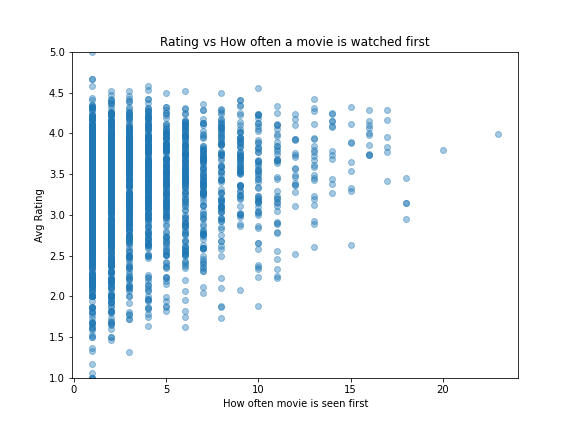 Rating vs How often a movie is watched first
5.0
4.5
4.0
3.5
3.0
2.5
2.0
1.5
1.0
Avg Rating
0 5 10 15 20
How often movie is seen first